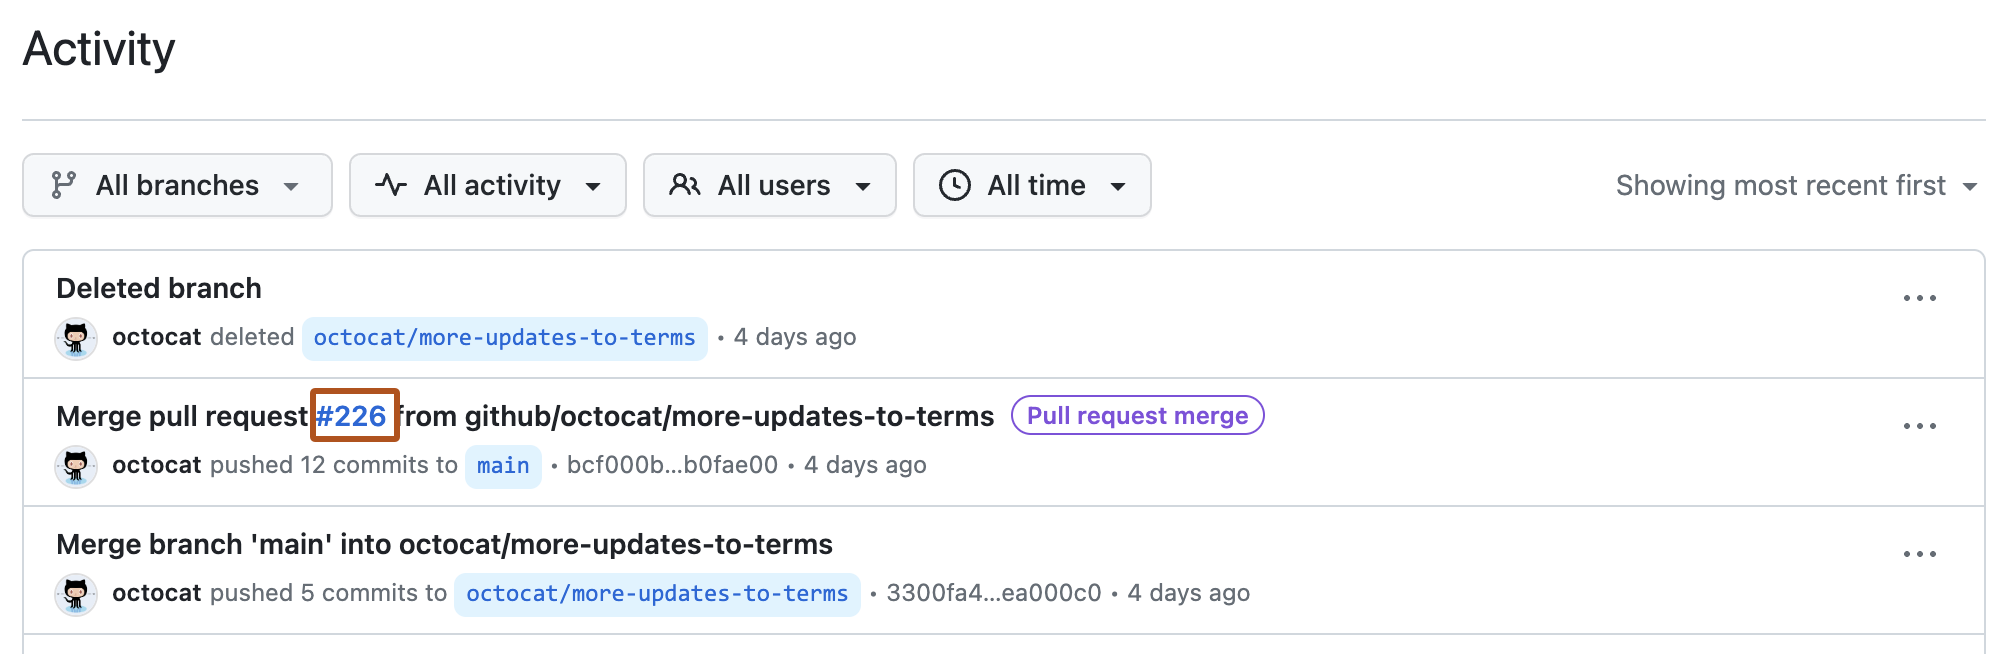 Activity
All branches All activity All users All time Showing most recent first
Deleted branch
octocat deleted octocat/more-updates-to-terms • 4 days ago
Merge pull request #226 from github/octocat/more-updates-to-terms Pull request merge
octocat pushed 12 commits to main • bcf000b...b0fae00 • 4 days ago
Merge branch 'main' into octocat/more-updates-to-terms
octocat pushed 5 commits to octocat/more-updates-to-terms • 3300fa4...ea000c0 • 4 days ago